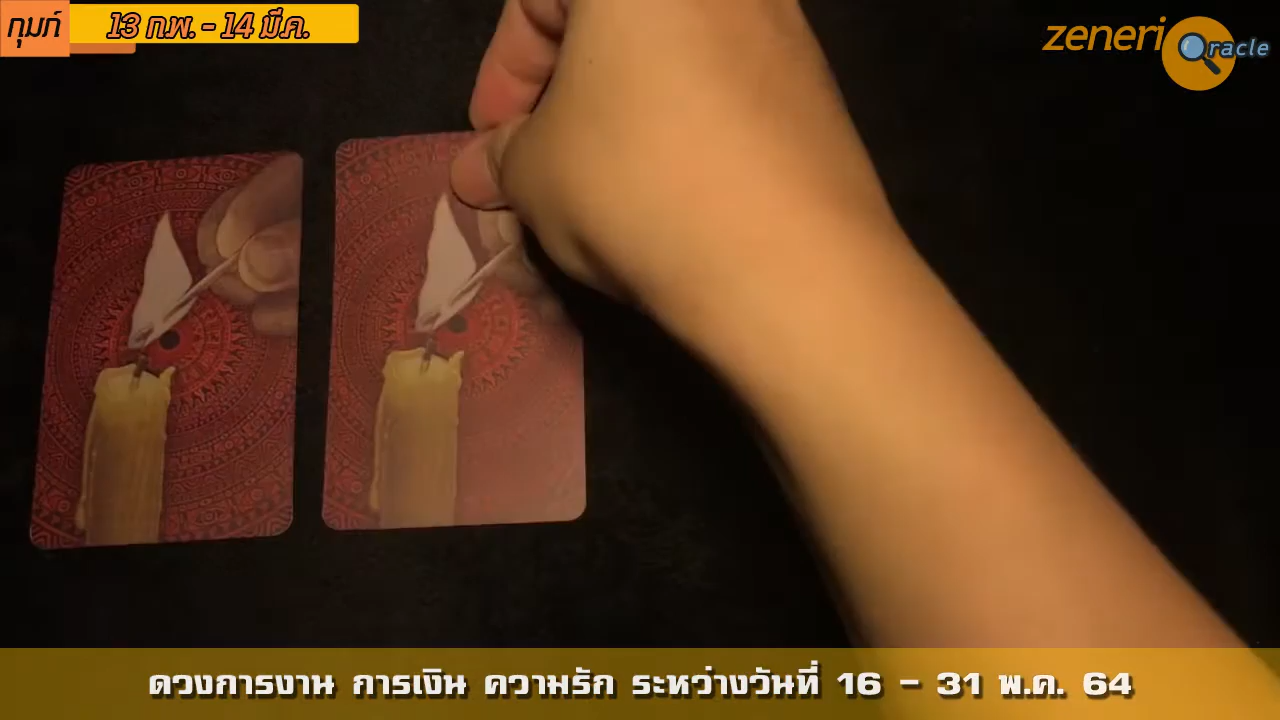 กุมภ์ 13 ก.พ. - 14 มี.ค.
zeneri Oracle
ดวงการงาน การเงิน ความรัก ระหว่างวันที่ 16 - 31 พ.ค. 64